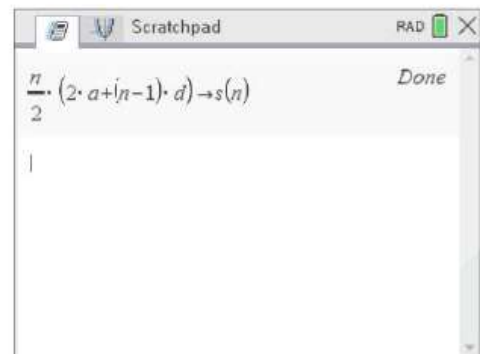 Scratchpad RAD
n/2· (2· a+(n−1)· d)→s(n) Done